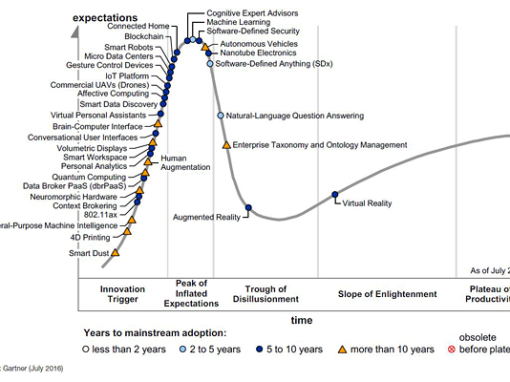 expectations
Cognitive Expert Advisors
Connected Home
Machine Learning
Blockchain
Software-Defined Security
Smart Robots
Autonomous Vehicles
Micro Data Centers
Nanotube Electronics
Gesture Control Devices
Software-Defined Anything (SDx)
IoT Platform
Commercial UAVs (Drones)
Affective Computing
Smart Data Discovery
Virtual Personal Assistants
Natural-Language Question Answering
Brain-Computer Interface
Conversational User Interfaces
Enterprise Taxonomy and Ontology Management
Volumetric Displays
Smart Workspace
Personal Analytics
Human
Augmentation
Quantum Computing
Data Broker PaaS (dbrPaaS)
Neuromorphic Hardware
Context Brokering
802.11ax
Virtual Reality
Augmented Reality
eral-Purpose Machine Intelligence
4D Printing
Smart Dust
As of July 2
Innovation
Trigger
Peak of
Inflated
Expectations
Trough of
Disillusionment
Slope of Enlightenment
Plateau of
Productivit
time
Years to mainstream adoption:
less than 2 years
2 to 5 years
5 to 10 years
more than 10 years
obsolete
before plate
Gartner (July 2016)